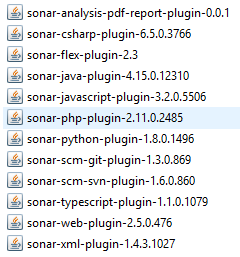 sonar-analysis-pdf-report-plugin-0.0.1
sonar-csharp-plugin-6.5.0.3766
sonar-flex-plugin-2.3
sonar-java-plugin-4.15.0.12310
sonar-javascript-plugin-3.2.0.5506
sonar-php-plugin-2.11.0.2485
sonar-python-plugin-1.8.0.1496
sonar-scm-git-plugin-1.3.0.869
sonar-scm-svn-plugin-1.6.0.860
sonar-typescript-plugin-1.1.0.1079
sonar-web-plugin-2.5.0.476
sonar-xml-plugin-1.4.3.1027